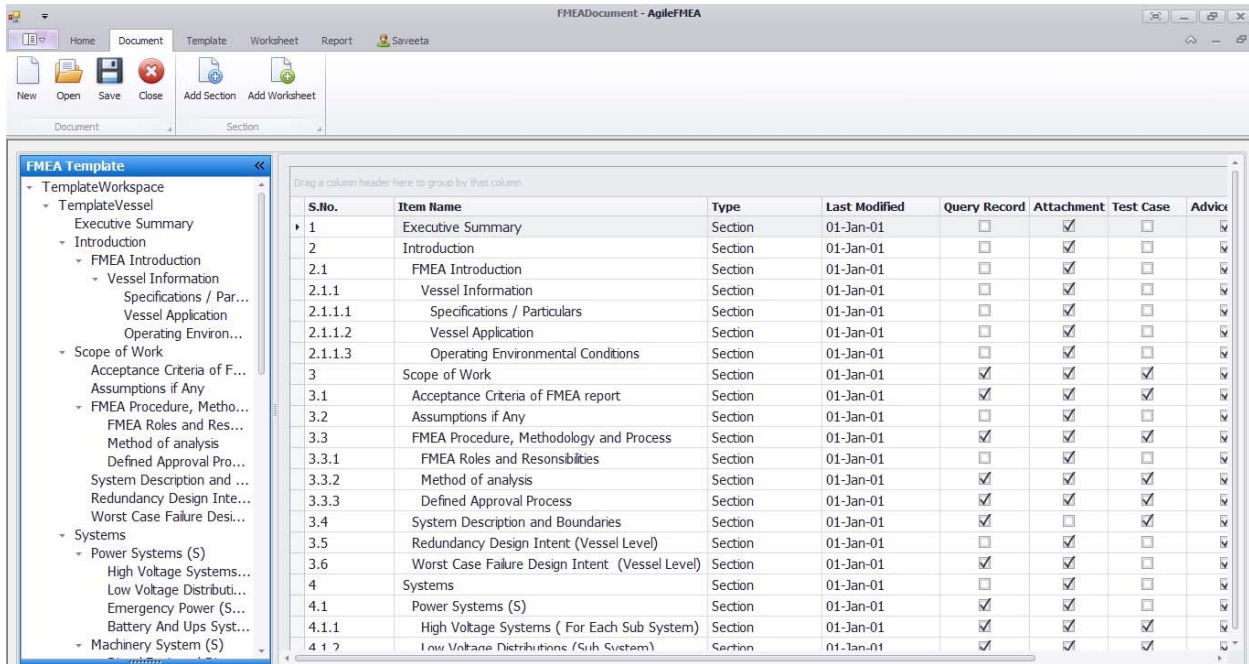 FMEADocument - AgileFMEA
Home Document Template Worksheet Report Saveeta
New Open Save Close Add Section Add Worksheet
Document Section
FMEA Template
TemplateWorkspace
TemplateVessel
Executive Summary
Introduction
FMEA Introduction
Vessel Information
Specifications / Par...
Vessel Application
Operating Environ...
Scope of Work
Acceptance Criteria of F...
Assumptions if Any
FMEA Procedure, Metho...
FMEA Roles and Res...
Method of analysis
Defined Approval Pro...
System Description and ...
Redundancy Design Inte...
Worst Case Failure Desi...
Systems
Power Systems (S)
High Voltage Systems...
Low Voltage Distributi...
Emergency Power (S...
Battery And Ups Syst...
Machinery System (S)
Drag a column header here to group by that column
S.No. Item Name Type Last Modified Query Record Attachment Test Case Advice
1 Executive Summary Section 01-Jan-01
2 Introduction Section 01-Jan-01
2.1 FMEA Introduction Section 01-Jan-01
2.1.1 Vessel Information Section 01-Jan-01
2.1.1.1 Specifications / Particulars Section 01-Jan-01
2.1.1.2 Vessel Application Section 01-Jan-01
2.1.1.3 Operating Environmental Conditions Section 01-Jan-01
3 Scope of Work Section 01-Jan-01
3.1 Acceptance Criteria of FMEA report Section 01-Jan-01
3.2 Assumptions if Any Section 01-Jan-01
3.3 FMEA Procedure, Methodology and Process Section 01-Jan-01
3.3.1 FMEA Roles and Resonsibilities Section 01-Jan-01
3.3.2 Method of analysis Section 01-Jan-01
3.3.3 Defined Approval Process Section 01-Jan-01
3.4 System Description and Boundaries Section 01-Jan-01
3.5 Redundancy Design Intent (Vessel Level) Section 01-Jan-01
3.6 Worst Case Failure Design Intent (Vessel Level) Section 01-Jan-01
4 Systems Section 01-Jan-01
4.1 Power Systems (S) Section 01-Jan-01
4.1.1 High Voltage Systems ( For Each Sub System) Section 01-Jan-01
4.1.2 Low Voltage Distributions (Sub System) Section 01-Jan-01